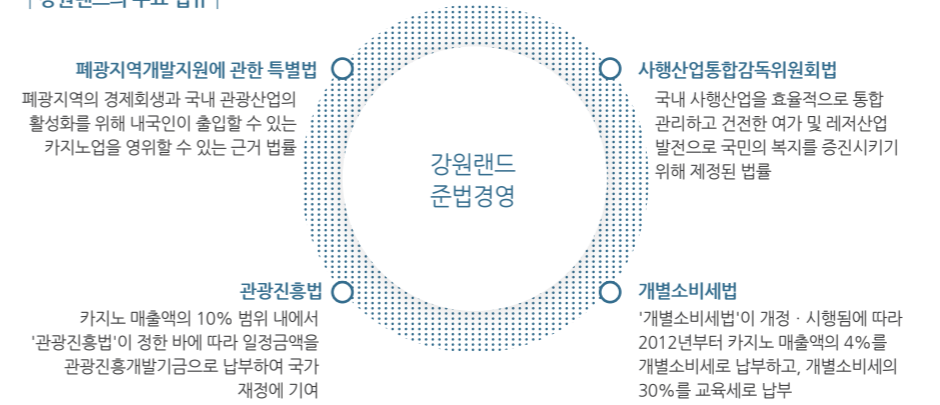 폐광지역개발지원에 관한 특별법
폐광지역의 경제회생과 국내 관광산업의
활성화를 위해 내국인이 출입할 수 있는
카지노업을 영위할 수 있는 근거 법률
사행산업통합감독위원회법
국내 사행산업을 효율적으로 통합
관리하고 건전한 여가 및 레저산업
발전으로 국민의 복지를 증진시키기
위해 제정된 법률
강원랜드
준법경영
관광진흥법
카지노 매출액의 10% 범위 내에서
'관광진흥법'이 정한 바에 따라 일정금액을
관광진흥개발기금으로 납부하여 국가
재정에 기여
개별소비세법
'개별소비세법'이 개정 · 시행됨에 따라
2012년부터 카지노 매출액의 4%를
개별소비세로 납부하고, 개별소비세의
30%를 교육세로 납부